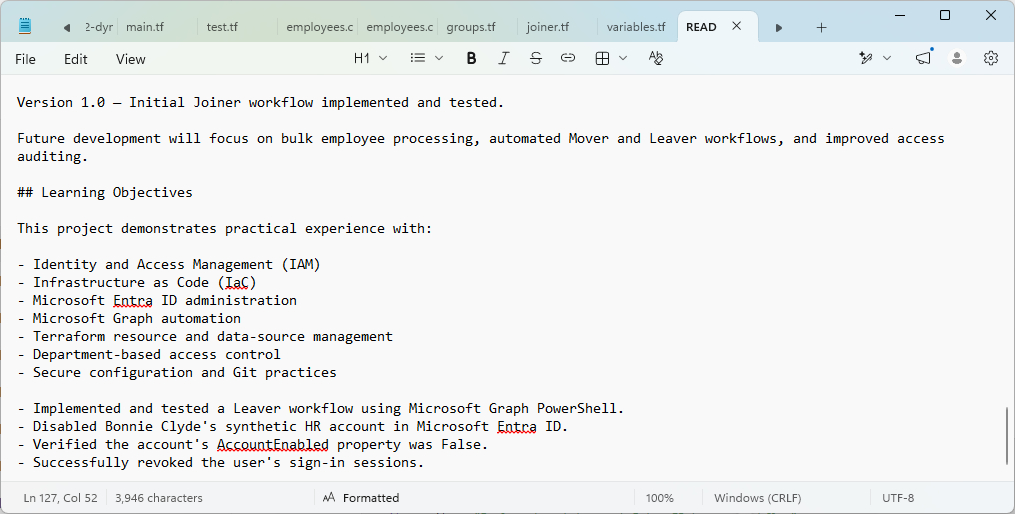 2-dyr main.tf test.tf employees.c employees.c groups.tf joiner.tf variables.tf READ
File Edit View H1 B I S
Version 1.0 — Initial Joiner workflow implemented and tested.
Future development will focus on bulk employee processing, automated Mover and Leaver workflows, and improved access
auditing.
## Learning Objectives
This project demonstrates practical experience with:
- Identity and Access Management (IAM)
- Infrastructure as Code (IaC)
- Microsoft Entra ID administration
- Microsoft Graph automation
- Terraform resource and data-source management
- Department-based access control
- Secure configuration and Git practices
- Implemented and tested a Leaver workflow using Microsoft Graph PowerShell.
- Disabled Bonnie Clyde's synthetic HR account in Microsoft Entra ID.
- Verified the account's AccountEnabled property was False.
- Successfully revoked the user's sign-in sessions.
Ln 127, Col 52 3,946 characters Formatted 100% Windows (CRLF) UTF-8